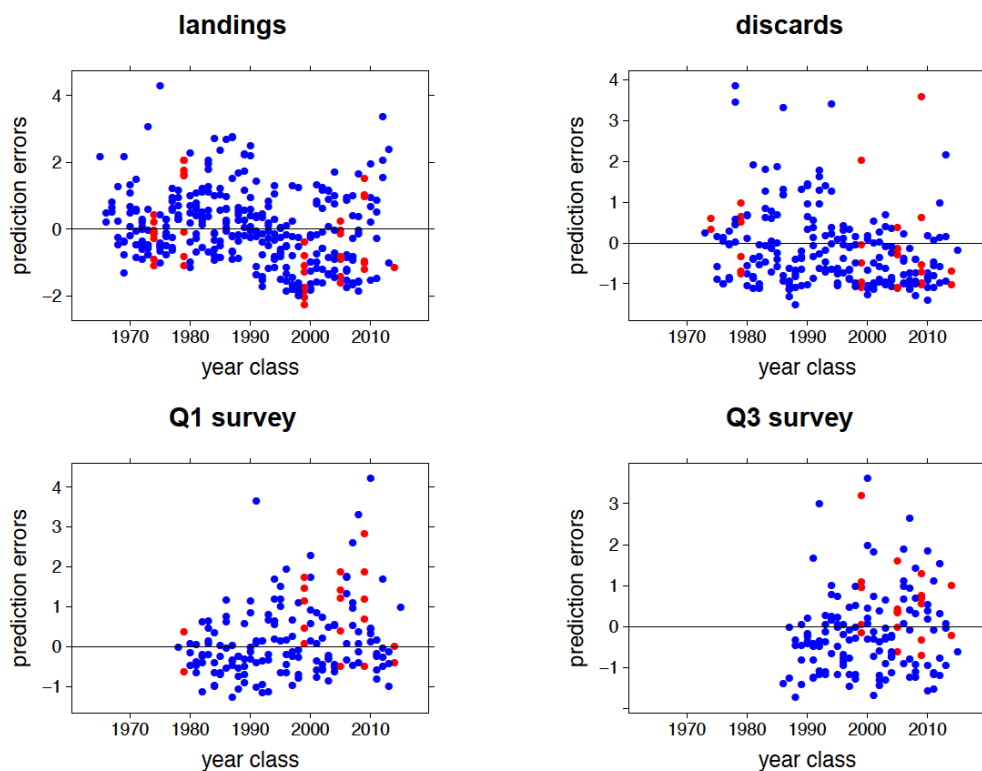 landings
prediction errors
4
2
0
−2
1970 1980 1990 2000 2010
year class
discards
prediction errors
4
3
2
1
0
−1
1970 1980 1990 2000 2010
year class
Q1 survey
prediction errors
4
3
2
1
0
−1
1970 1980 1990 2000 2010
year class
Q3 survey
prediction errors
3
2
1
0
−1
1970 1980 1990 2000 2010
year class